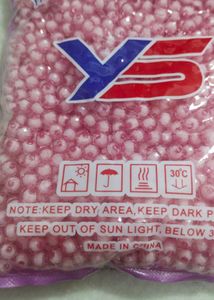 YS
30℃
NOTE:KEEP DRY AREA,KEEP DARK P
KEEP OUT OF SUN LIGHT, BELOW 3
MADE IN CHINA